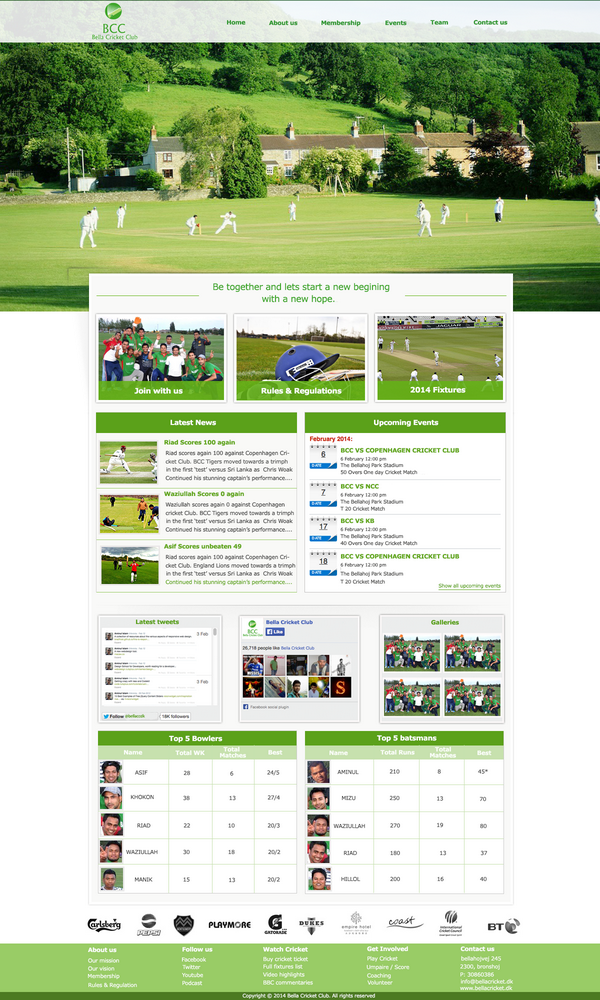 BCC
Bella Cricket Club
Home About us Membership Events Team Contact us
Be together and lets start a new begining
with a new hope.
Join with us
Rules & Regulations
JAGUAR
2014 Fixtures
Latest News
Riad Scores 100 again
Riad scores again 100 against Copenhagen Cri-
cket Club. BCC Tigers moved towards a trimph
in the first 'test' versus Sri Lanka as Chris Woak
Continued his stunning captain's performance....
Waziullah Scores 0 again
Waziullah scores again 0 against Copenhagen
cricket Club. BCC Tigers moved towards a trimph
in the first 'test' versus Sri Lanka as Chris Woak
Continued his stunning captain's performance....
Asif Scores unbeaten 49
Riad scores again 100 against Copenhagen Cri-
cket Club. England Lions moved towards a trimph
in the first 'test' versus Sri Lanka as Chris Woak
Continued his stunning captain's performance....
Upcoming Events
February 2014:
6
DATE
BCC VS COPENHAGEN CRICKET CLUB
6 February 12:00 pm
The Bellahoj Park Stadium
50 Overs One day Cricket Match
7
DATE
BCC VS NCC
6 February 12:00 pm
The Bellahoj Park Stadium
T 20 Cricket Match
17
DATE
BCC VS KB
6 February 12:00 pm
The Bellahoj Park Stadium
40 Overs One day Cricket Match
18
DATE
BCC VS COPENHAGEN CRICKET CLUB
6 February 12:00 pm
The Bellahoj Park Stadium
T 20 Cricket Match
Show all upcoming events
Latest tweets
5 Feb
3 Feb
Follow
18K followers
BCC
Bella Cricket Club
Like
people like Bella Cricket Club
Facebook social plugin
Galleries
Top 5 Bowlers
Name Total WK Total Matches Best
ASIF 28 6 24/5
KHOKON 38 13 27/4
RIAD 22 10 20/3
WAZIULLAH 30 18 20/2
MANIK 15 13 20/2
Top 5 batsmans
Name Total Runs Total Matches Best
AMINUL 210 8 45*
MIZU 250 13 70
WAZIULLAH 270 19 80
RIAD 180 13 37
HILLOL 200 16 40
Carlsberg
PEPSI
PLAYMORE
G
GATORADE
DUKES
empire hotel
coast
International
Cricket Council
BT
About us
Our mission
Our vision
Membership
Rules & Regulation
Follow us
Facebook
Twitter
Youtube
Podcast
Watch Cricket
Buy cricket ticket
Full fixtures list
Video highlights
BBC commentaries
Get Involved
Play Cricket
Umpaire / Score
Coaching
Volunteer
Contact us
bellahojvej 245
2300, bronshoj
P: 30860386
info@bellacricket.dk
www.bellacricket.dk
Copyright © 2014 Bella Cricket Club. All rights reserved